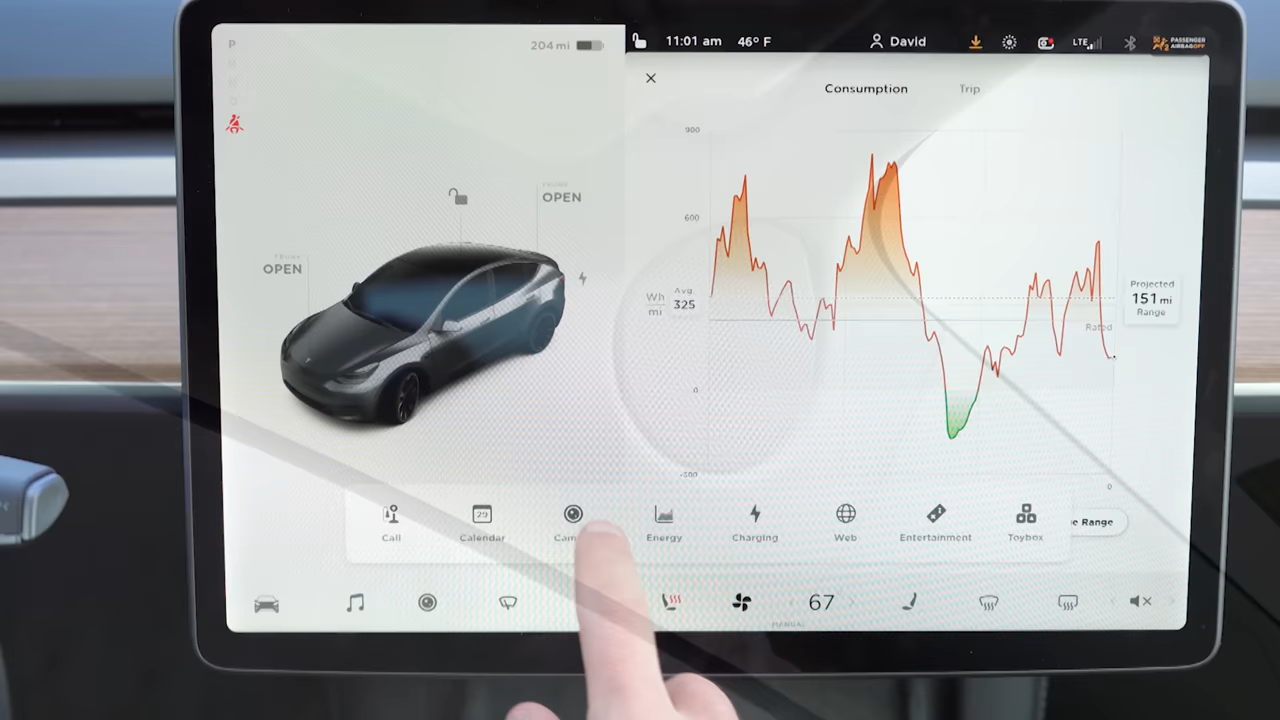 P
204 mi
11:01 am 46° F
David
LTE
PASSENGER
AIRBAG OFF
Consumption Trip
900
600
OPEN
OPEN
Wh
mi
Avg.
325
Projected
151 mi
Range
Rated
0
0
Call
29
Calendar
Energy
Charging
Web
Entertainment
Toybox
Range
67
MANUAL